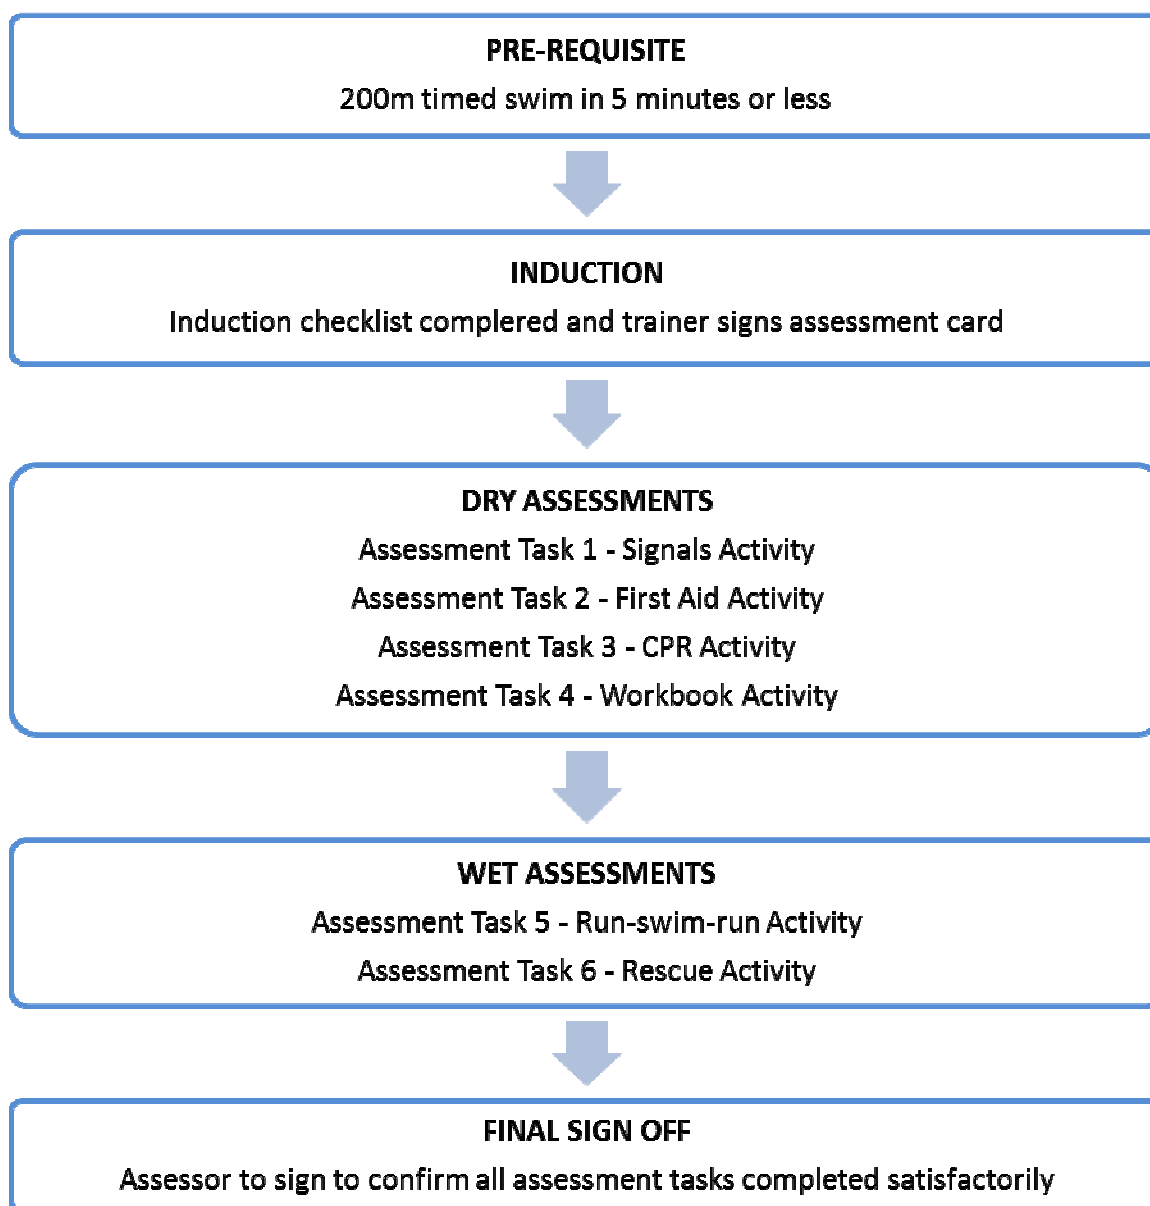 PRE-REQUISITE
200m timed swim in 5 minutes or less
INDUCTION
Induction checklist complered and trainer signs assessment card
DRY ASSESSMENTS
Assessment Task 1 - Signals Activity
Assessment Task 2 - First Aid Activity
Assessment Task 3 - CPR Activity
Assessment Task 4 - Workbook Activity
WET ASSESSMENTS
Assessment Task 5 - Run-swim-run Activity
Assessment Task 6 - Rescue Activity
FINAL SIGN OFF
Assessor to sign to confirm all assessment tasks completed satisfactorily